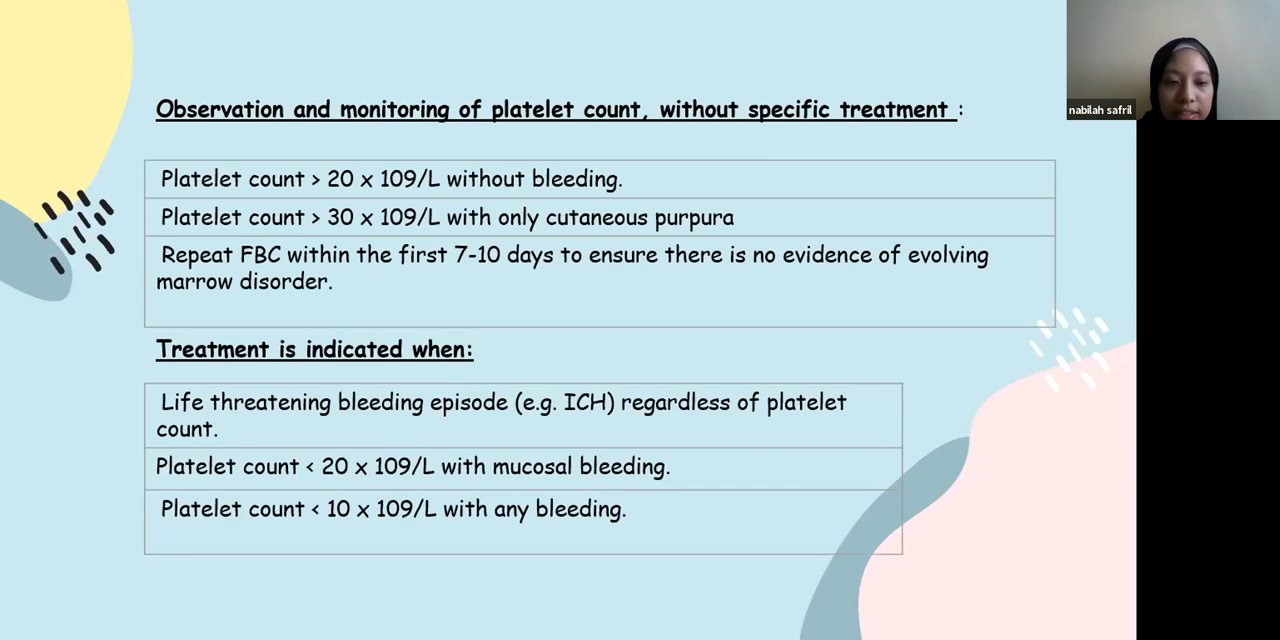 nabilah safril
Observation and monitoring of platelet count, without specific treatment :
Platelet count > 20 x 109/L without bleeding.
Platelet count > 30 x 109/L with only cutaneous purpura
Repeat FBC within the first 7-10 days to ensure there is no evidence of evolving
marrow disorder.
Treatment is indicated when:
Life threatening bleeding episode (e.g. ICH) regardless of platelet
count.
Platelet count < 20 x 109/L with mucosal bleeding.
Platelet count < 10 x 109/L with any bleeding.